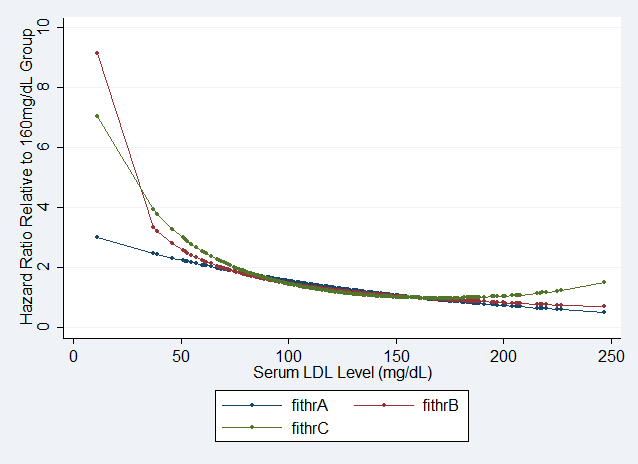 Hazard Ratio Relative to 160mg/dL Group
10
8
6
4
2
0
0 50 100 150 200 250
Serum LDL Level (mg/dL)
fithrA fithrB
fithrC